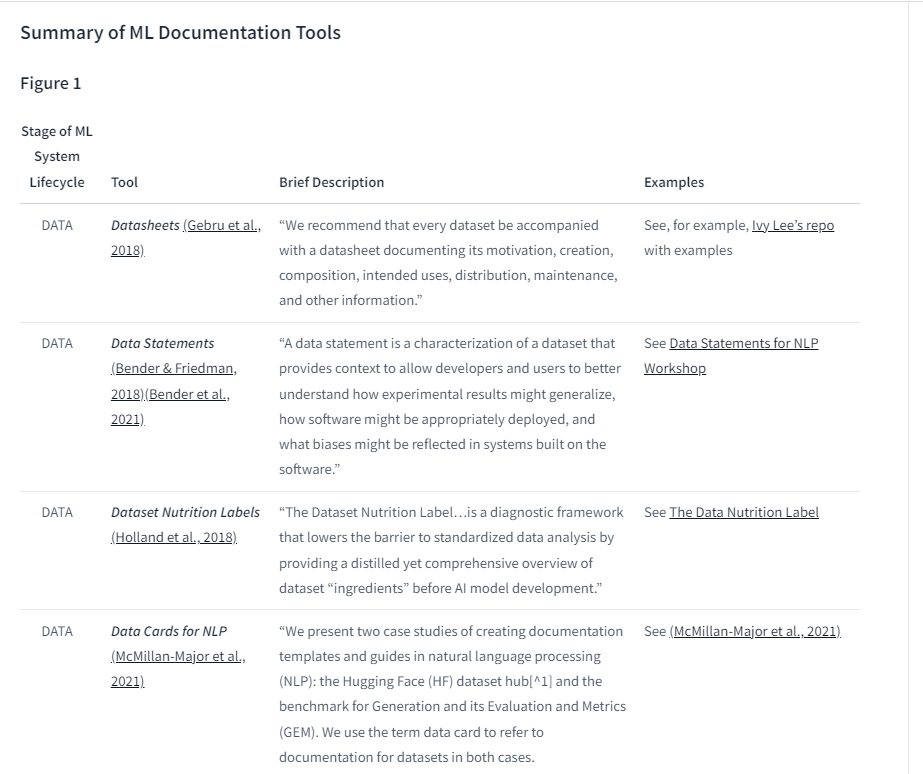 Summary of ML Documentation Tools
Figure 1
Stage of ML
System
Lifecycle Tool Brief Description Examples
DATA Datasheets (Gebru et al., “We recommend that every dataset be accompanied See, for example, Ivy Lee’s repo
2018) with a datasheet documenting its motivation, creation, with examples
composition, intended uses, distribution, maintenance,
and other information.”
DATA Data Statements “A data statement is a characterization of a dataset that See Data Statements for NLP
(Bender & Friedman, provides context to allow developers and users to better Workshop
2018)(Bender et al., understand how experimental results might generalize,
2021) how software might be appropriately deployed, and
what biases might be reflected in systems built on the
software.”
DATA Dataset Nutrition Labels “The Dataset Nutrition Label…is a diagnostic framework See The Data Nutrition Label
(Holland et al., 2018) that lowers the barrier to standardized data analysis by
providing a distilled yet comprehensive overview of
dataset “ingredients” before AI model development.”
DATA Data Cards for NLP “We present two case studies of creating documentation See (McMillan-Major et al., 2021)
(McMillan-Major et al., templates and guides in natural language processing
2021) (NLP): the Hugging Face (HF) dataset hub[^1] and the
benchmark for Generation and its Evaluation and Metrics
(GEM). We use the term data card to refer to
documentation for datasets in both cases.